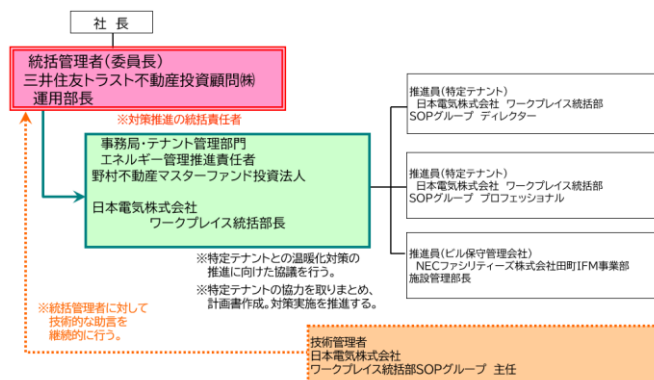 社 長
統括管理者(委員長)
三井住友トラスト不動産投資顧問㈱
運用部長
※対策推進の統括責任者
事務局・テナント管理部門
エネルギー管理推進責任者
野村不動産マスターファンド投資法人
日本電気株式会社
ワークプレイス統括部長
※特定テナントとの温暖化対策の
推進に向けた協議を行う。
※特定テナントの協力を取りまとめ、
計画書作成。対策実施を推進する。
推進員(特定テナント)
日本電気株式会社 ワークプレイス統括部
SOPグループ ディレクター
推進員(特定テナント)
日本電気株式会社 ワークプレイス統括部
SOPグループ プロフェッショナル
推進員(ビル保守管理会社)
NECファシリティーズ株式会社田町IFM事業部
施設管理部長
※統括管理者に対して
技術的な助言を
継続的に行う。
技術管理者
日本電気株式会社
ワークプレイス統括部SOPグループ 主任